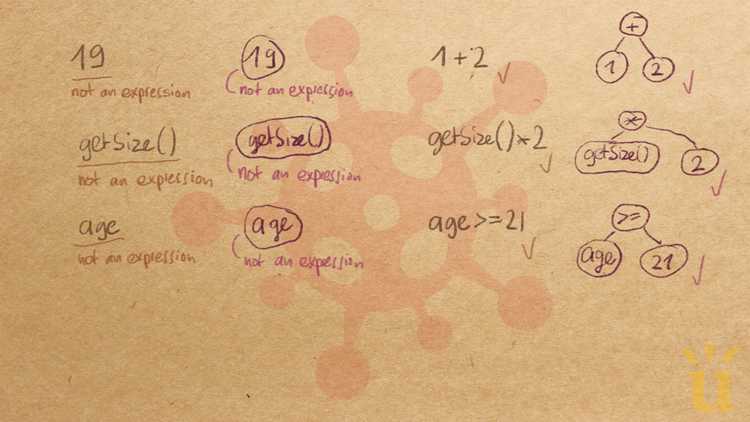 19 19 1+2 +
1 2
not an expression not an expression
getSize() getSize() getSize()*2 *
getSize() 2
not an expression not an expression
age age age>=21 >=
age 21
not an expression not an expression
u